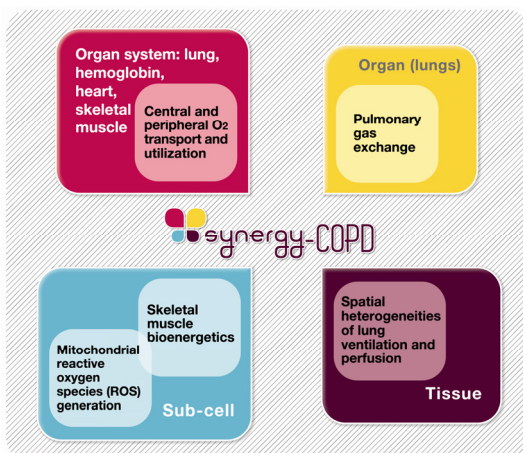 Organ system: lung,
hemoglobin,
heart,
skeletal
muscle
Central and
peripheral O2
transport and
utilization
Organ (lungs)
Pulmonary
gas
exchange
synergy-COPD
Skeletal
muscle
bioenergetics
Mitochondrial
reactive
oxygen
species (ROS)
generation
Sub-cell
Spatial
heterogeneities
of lung
ventilation and
perfusion
Tissue